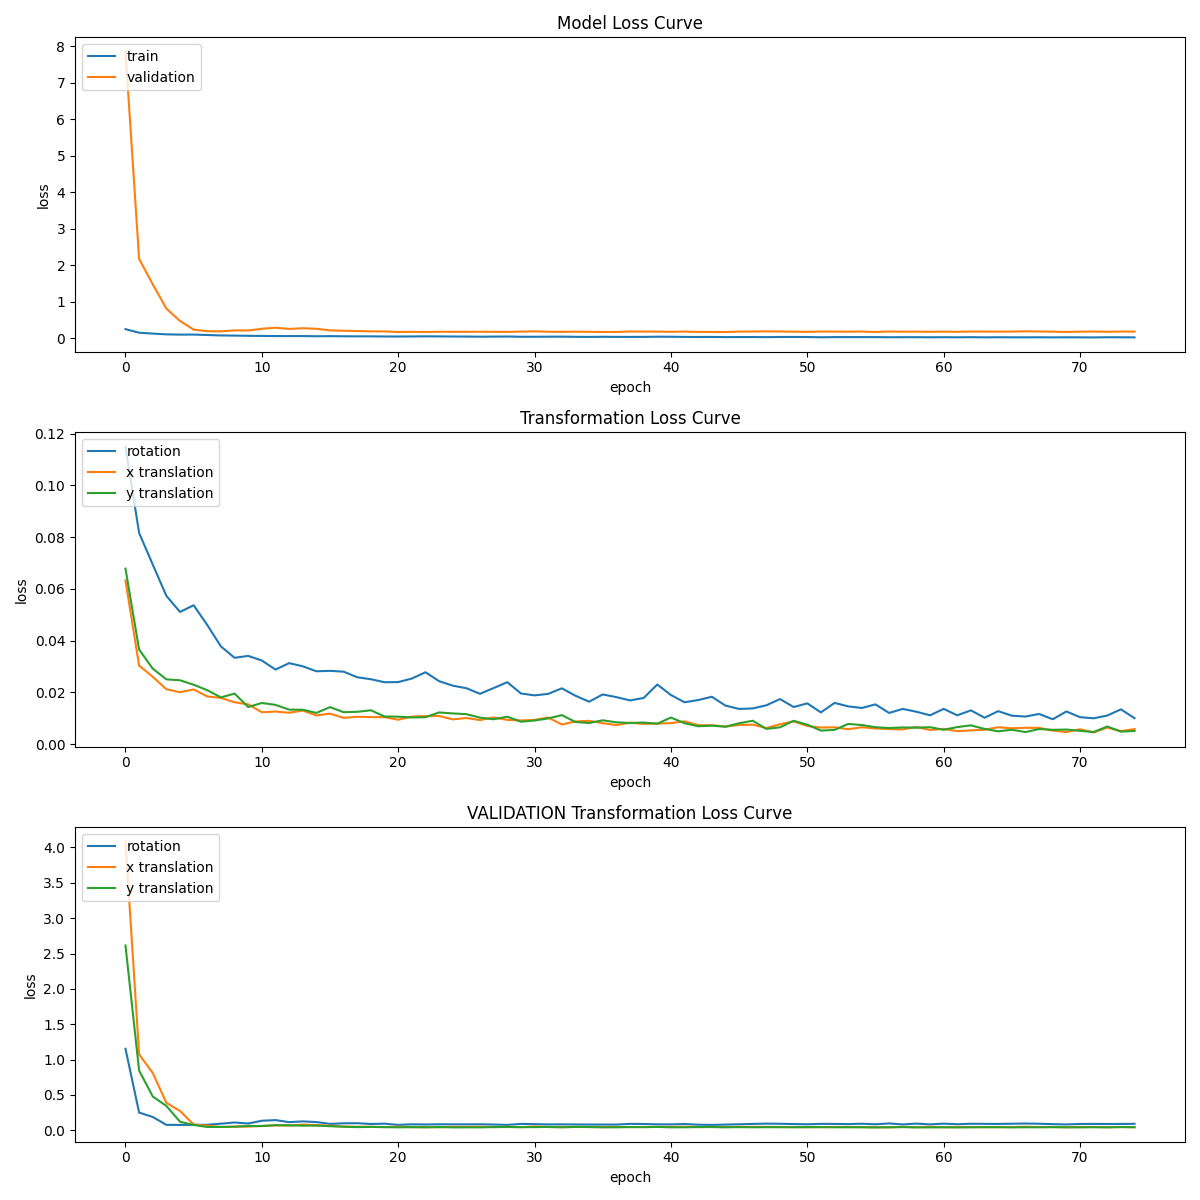 Model Loss Curve
train
validation
8
7
6
5
4
3
2
1
0
loss
0 10 20 30 40 50 60 70
epoch
Transformation Loss Curve
rotation
x translation
y translation
0.12
0.10
0.08
0.06
0.04
0.02
0.00
loss
0 10 20 30 40 50 60 70
epoch
VALIDATION Transformation Loss Curve
rotation
x translation
y translation
4.0
3.5
3.0
2.5
2.0
1.5
1.0
0.5
0.0
loss
0 10 20 30 40 50 60 70
epoch